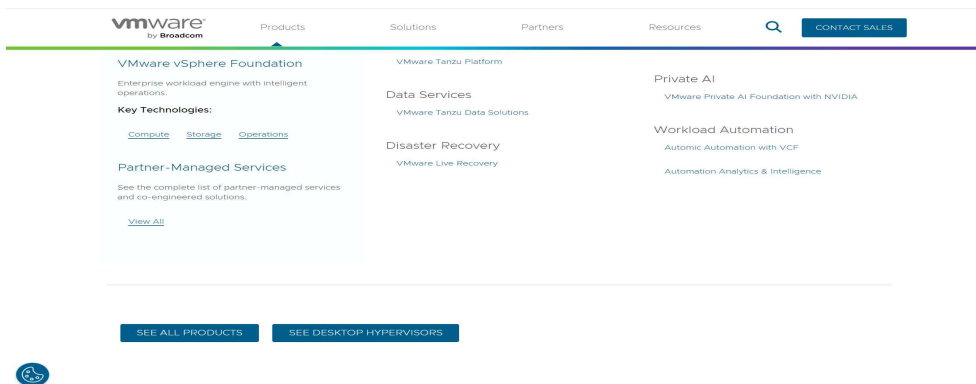 vmware®
by Broadcom
Products
Solutions
Partners
Resources
CONTACT SALES
VMware vSphere Foundation
Enterprise workload engine with intelligent
operations.
Key Technologies:
Compute Storage Operations
Partner-Managed Services
See the complete list of partner-managed services
and co-engineered solutions.
View All
VMware Tanzu Platform
Data Services
VMware Tanzu Data Solutions
Disaster Recovery
VMware Live Recovery
Private AI
VMware Private AI Foundation with NVIDIA
Workload Automation
Automic Automation with VCF
Automation Analytics & Intelligence
SEE ALL PRODUCTS
SEE DESKTOP HYPERVISORS